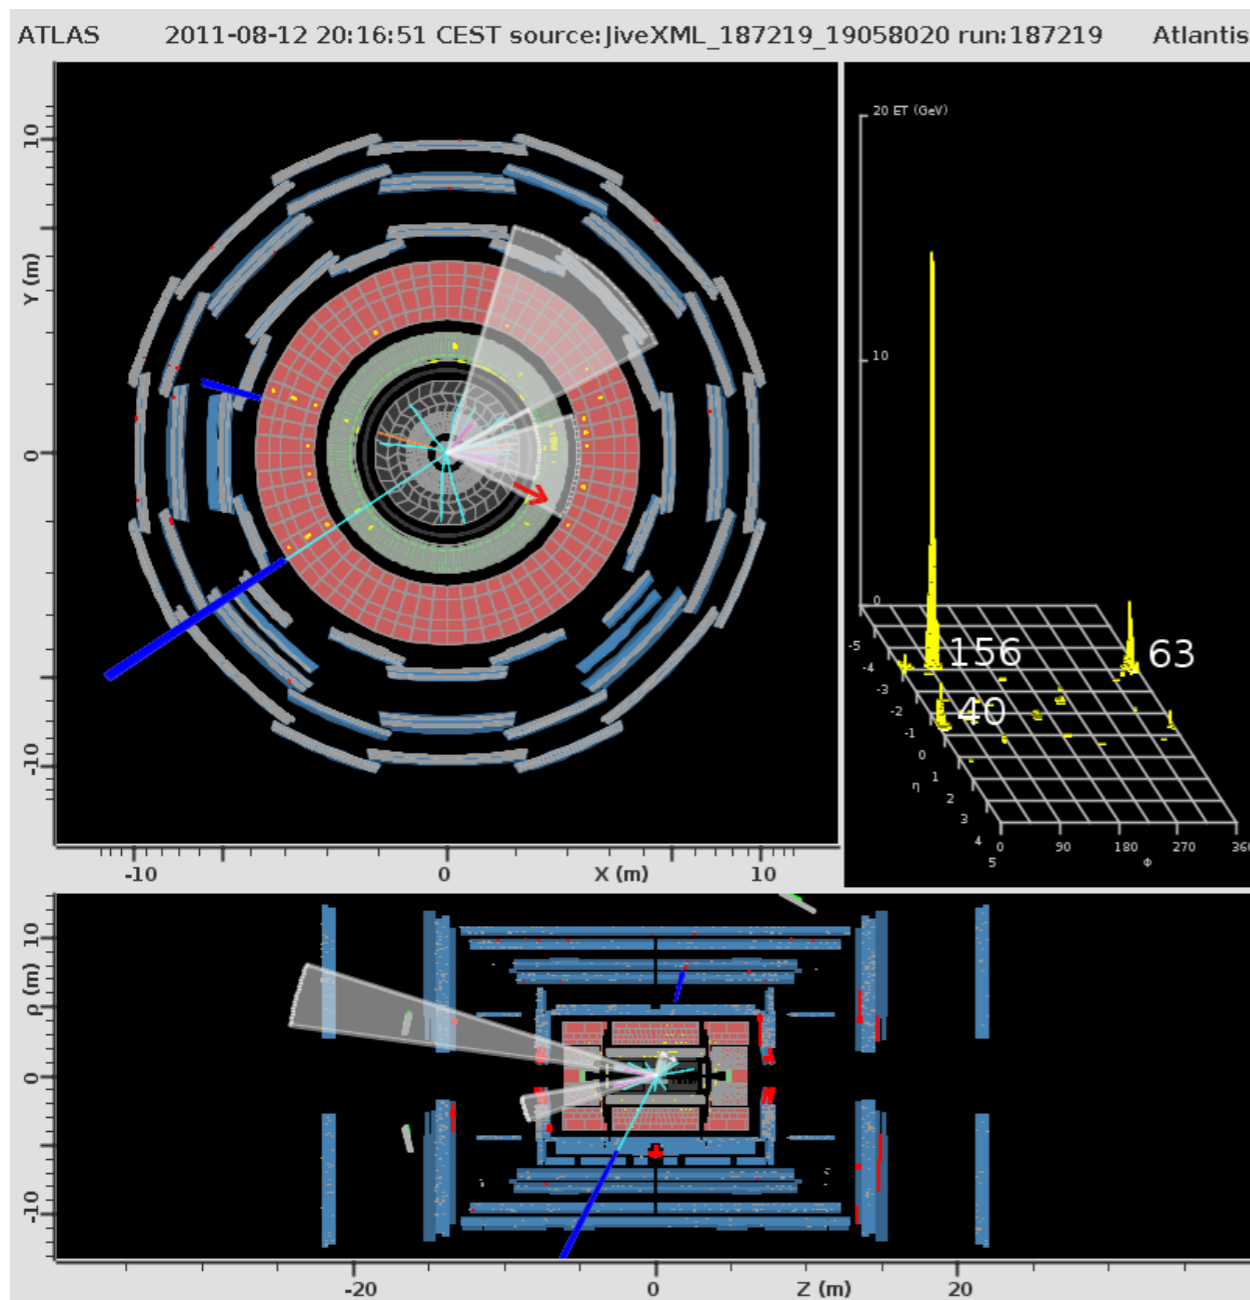 ATLAS 2011-08-12 20:16:51 CEST source:JiveXML_187219_19058020 run:187219 Atlantis
10
0
-10
Y (m)
-10 0 X (m) 10
20 ET (GeV)
10
0
-5
-4
-3
-2
-1
0
1
2
3
4
5
η
156
63
40
0 90 180 270 360
Φ
10
0
-10
ρ (m)
-20 0 Z (m) 20